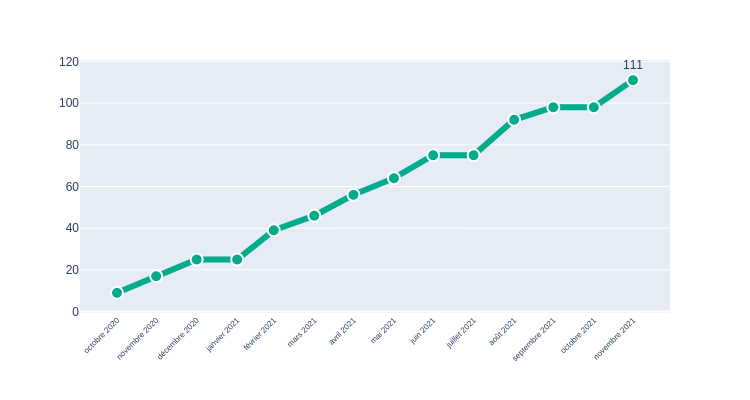 120
111
100
80
60
40
20
0
octobre 2020
novembre 2020
décembre 2020
janvier 2021
février 2021
mars 2021
avril 2021
mai 2021
juin 2021
juillet 2021
août 2021
septembre 2021
octobre 2021
novembre 2021